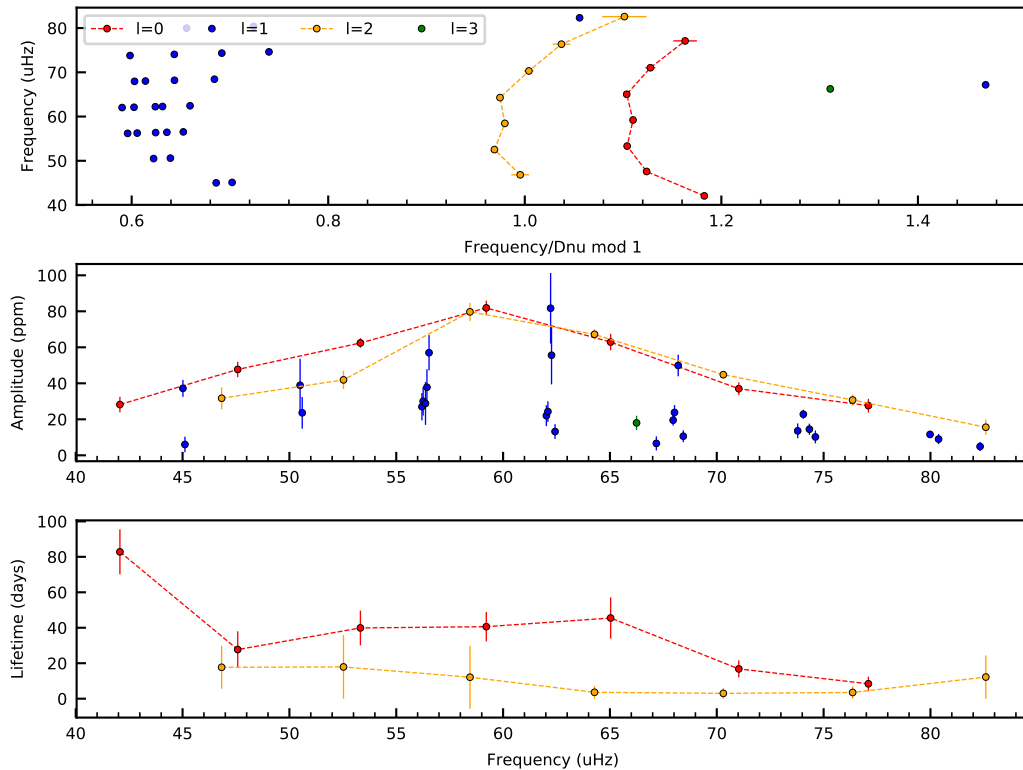 l=0 l=1 l=2 l=3
Frequency (uHz)
80
70
60
50
40
0.6 0.8 1.0 1.2 1.4
Frequency/Dnu mod 1
Amplitude (ppm)
100
80
60
40
20
0
40 45 50 55 60 65 70 75 80
Lifetime (days)
100
80
60
40
20
0
40 45 50 55 60 65 70 75 80
Frequency (uHz)